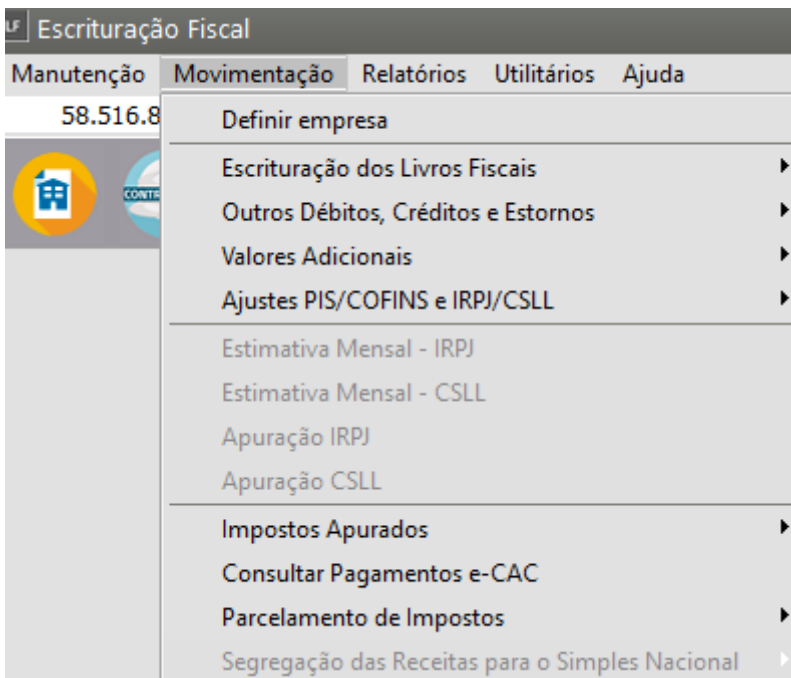 LF Escrituração Fiscal
Manutenção Movimentação Relatórios Utilitários Ajuda
58.516.8
Definir empresa
Escrituração dos Livros Fiscais
Outros Débitos, Créditos e Estornos
Valores Adicionais
Ajustes PIS/COFINS e IRPJ/CSLL
Estimativa Mensal - IRPJ
Estimativa Mensal - CSLL
Apuração IRPJ
Apuração CSLL
Impostos Apurados
Consultar Pagamentos e-CAC
Parcelamento de Impostos
Segregação das Receitas para o Simples Nacional